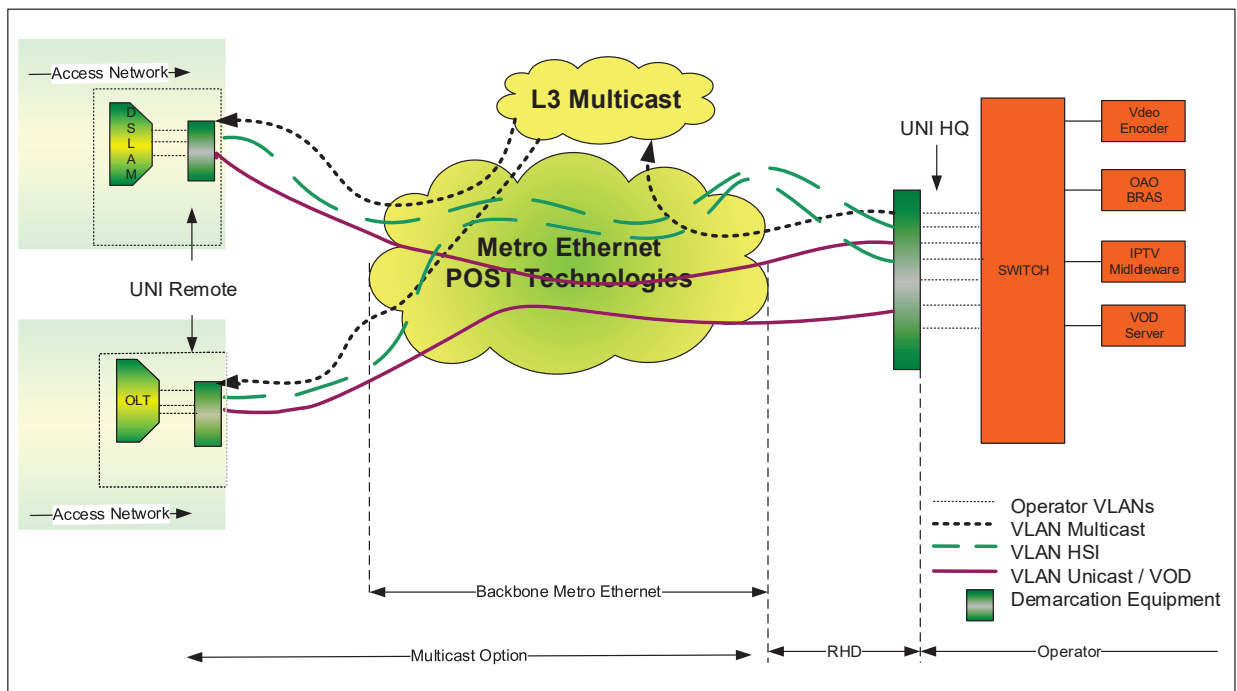 Access Network
D
S
L
A
M
UNI Remote
OLT
Access Network
L3 Multicast
Metro Ethernet
POST Technologies
UNI HQ
SWITCH
Vdeo
Encoder
OAO
BRAS
IPTV
MidIdleware
VOD
Server
Operator VLANs
VLAN Multicast
VLAN HSI
VLAN Unicast / VOD
Demarcation Equipment
Backbone Metro Ethernet
Multicast Option
RHD
Operator